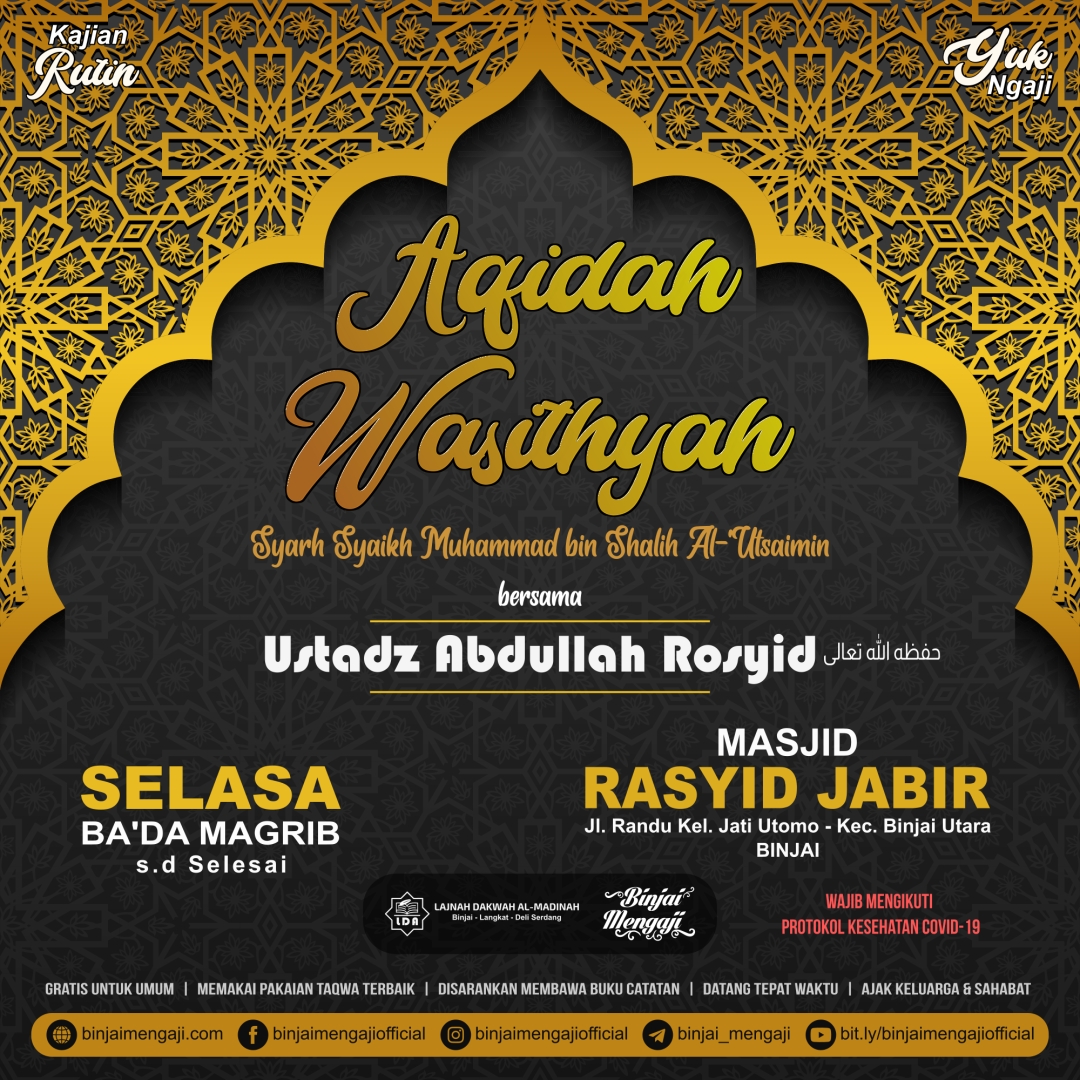 Kajian
Rutin
Yuk
Ngaji
Aqidah
Wasithyah
Syarh Syaikh Muhammad bin Shalih Al-Utsaimin
bersama
Ustadz Abdullah Rosyid حفظه الله تعالى
SELASA
BA'DA MAGRIB
s.d Selesai
MASJID
RASYID JABIR
Jl. Randu Kel. Jati Utomo - Kec. Binjai Utara
BINJAI
LDA
LAJNAH DAKWAH AL-MADINAH
Binjai - Langkat - Deli Serdang
Binjai
Mengaji
WAJIB MENGIKUTI
PROTOKOL KESEHATAN COVID-19
GRATIS UNTUK UMUM | MEMAKAI PAKAIAN TAQWA TERBAIK | DISARANKAN MEMBAWA BUKU CATATAN | DATANG TEPAT WAKTU | AJAK KELUARGA & SAHABAT
binjaimengaji.com binjaimengajiofficial binjaimengajiofficial binjai_mengaji bit.ly/binjaimengajiofficial